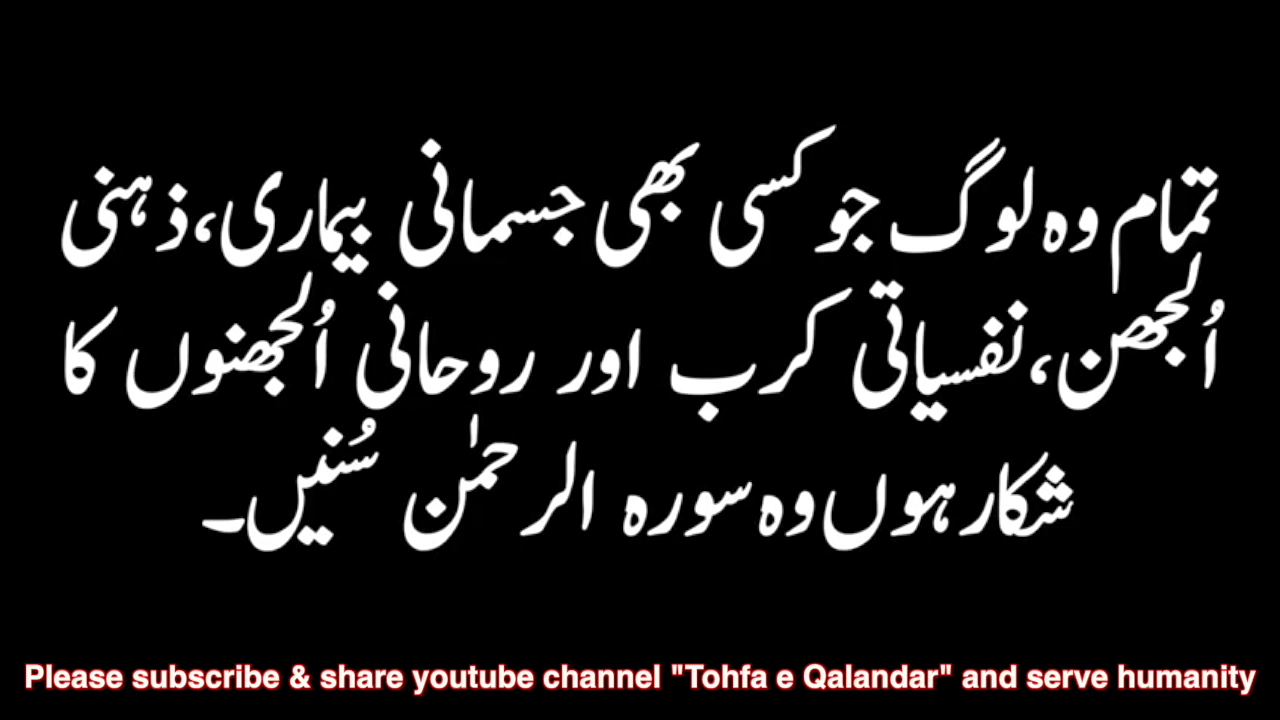 تمام وہ لوگ جو کسی بھی جسمانی بیماری، ذہنی
اُلجھن، نفسیاتی کرب اور روحانی اُلجھنوں کا
شکار ہوں وہ سورہ الرحمٰن سُنیں۔
Please subscribe & share youtube channel "Tohfa e Qalandar" and serve humanity